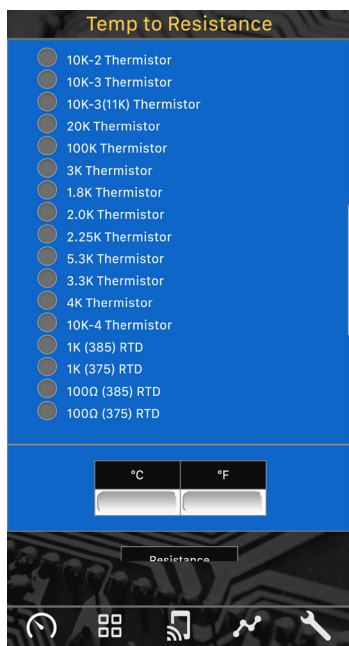 Temp to Resistance
10K-2 Thermistor
10K-3 Thermistor
10K-3(11K) Thermistor
20K Thermistor
100K Thermistor
3K Thermistor
1.8K Thermistor
2.0K Thermistor
2.25K Thermistor
5.3K Thermistor
3.3K Thermistor
4K Thermistor
10K-4 Thermistor
1K (385) RTD
1K (375) RTD
100Ω (385) RTD
100Ω (375) RTD
°C °F
Resistance